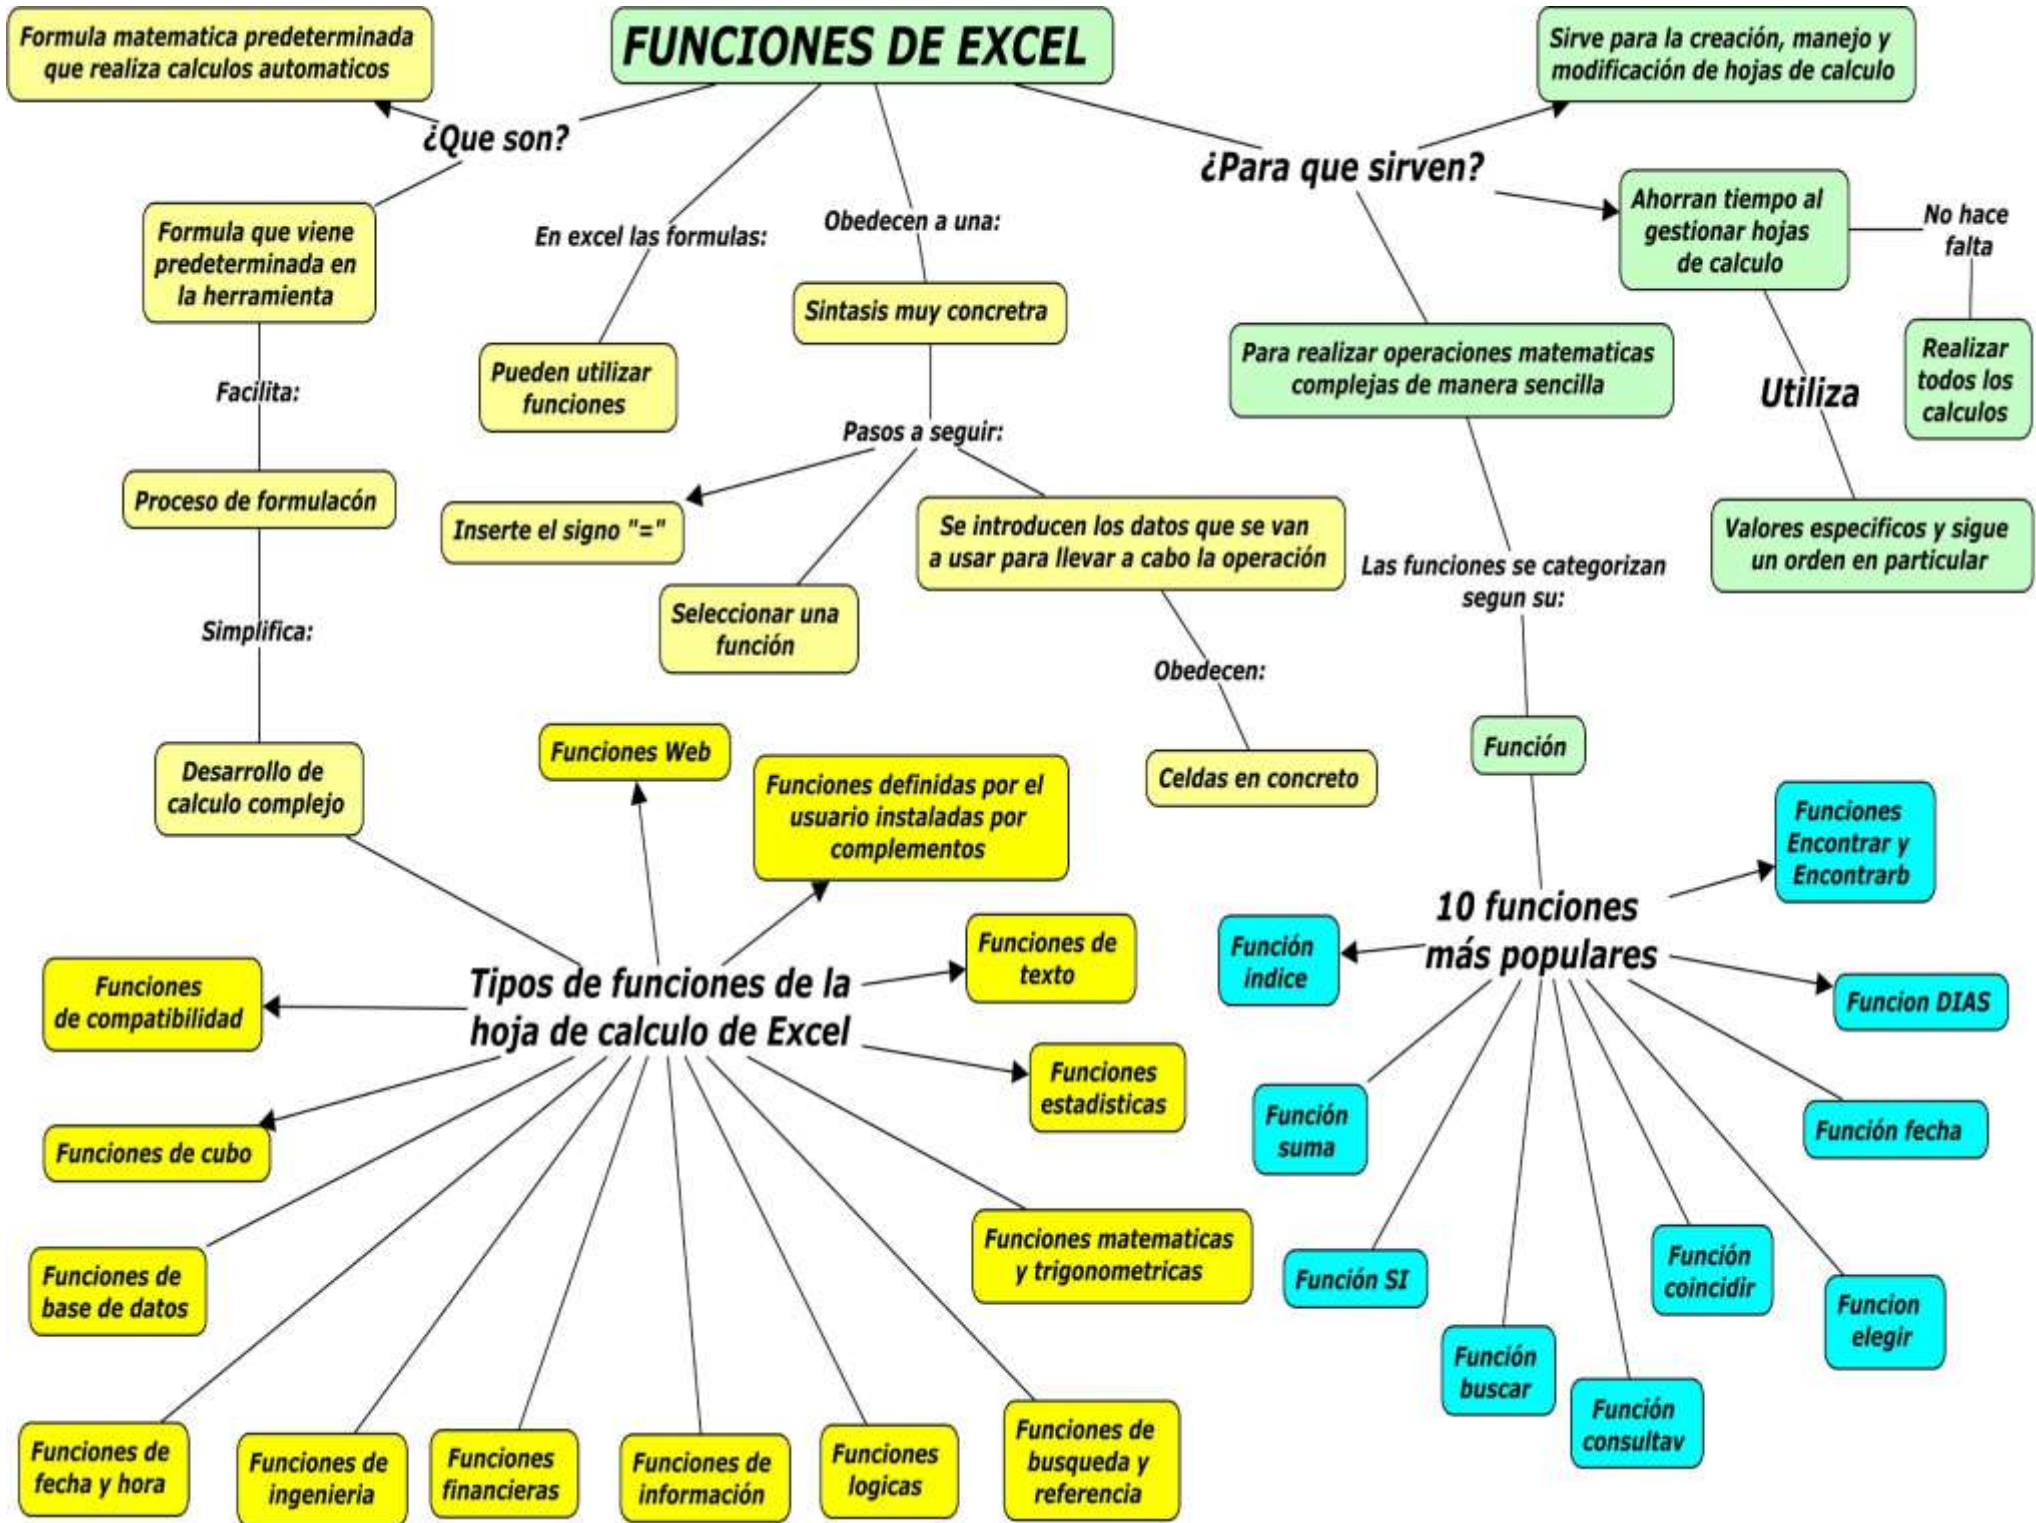 Formula matematica predeterminada
que realiza calculos automaticos
FUNCIONES DE EXCEL
Sirve para la creación, manejo y
modificación de hojas de calculo
¿Que son?
¿Para que sirven?
Formula que viene
predeterminada en
la herramienta
En excel las formulas:
Obedecen a una:
Ahorran tiempo al
gestionar hojas
de calculo
No hace
falta
Sintasis muy concretra
Pueden utilizar
funciones
Para realizar operaciones matematicas
complejas de manera sencilla
Realizar
todos los
calculos
Facilita:
Utiliza
Pasos a seguir:
Proceso de formulacón
Inserte el signo "="
Se introducen los datos que se van
a usar para llevar a cabo la operación
Valores especificos y sigue
un orden en particular
Las funciones se categorizan
segun su:
Seleccionar una
función
Simplifica:
Obedecen:
Desarrollo de
calculo complejo
Funciones Web
Funciones definidas por el
usuario instaladas por
complementos
Celdas en concreto
Función
Funciones
Encontrar y
Encontrarb
10 funciones
más populares
Función
indice
Funcion DIAS
Funciones de
texto
Tipos de funciones de la
hoja de calculo de Excel
Funciones
de compatibilidad
Funciones
estadisticas
Función
suma
Función fecha
Funciones de cubo
Funciones matematicas
y trigonometricas
Función SI
Función
coincidir
Funcion
elegir
Funciones de
base de datos
Función
buscar
Función
consultav
Funciones de
fecha y hora
Funciones de
ingenieria
Funciones
financieras
Funciones de
información
Funciones
logicas
Funciones de
busqueda y
referencia